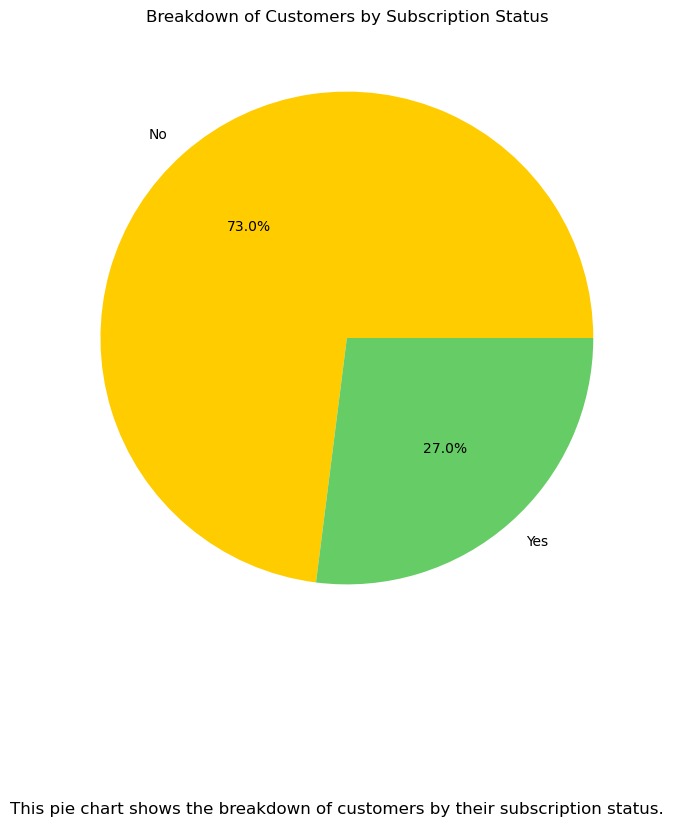 Breakdown of Customers by Subscription Status
No
73.0%
27.0%
Yes
This pie chart shows the breakdown of customers by their subscription status.